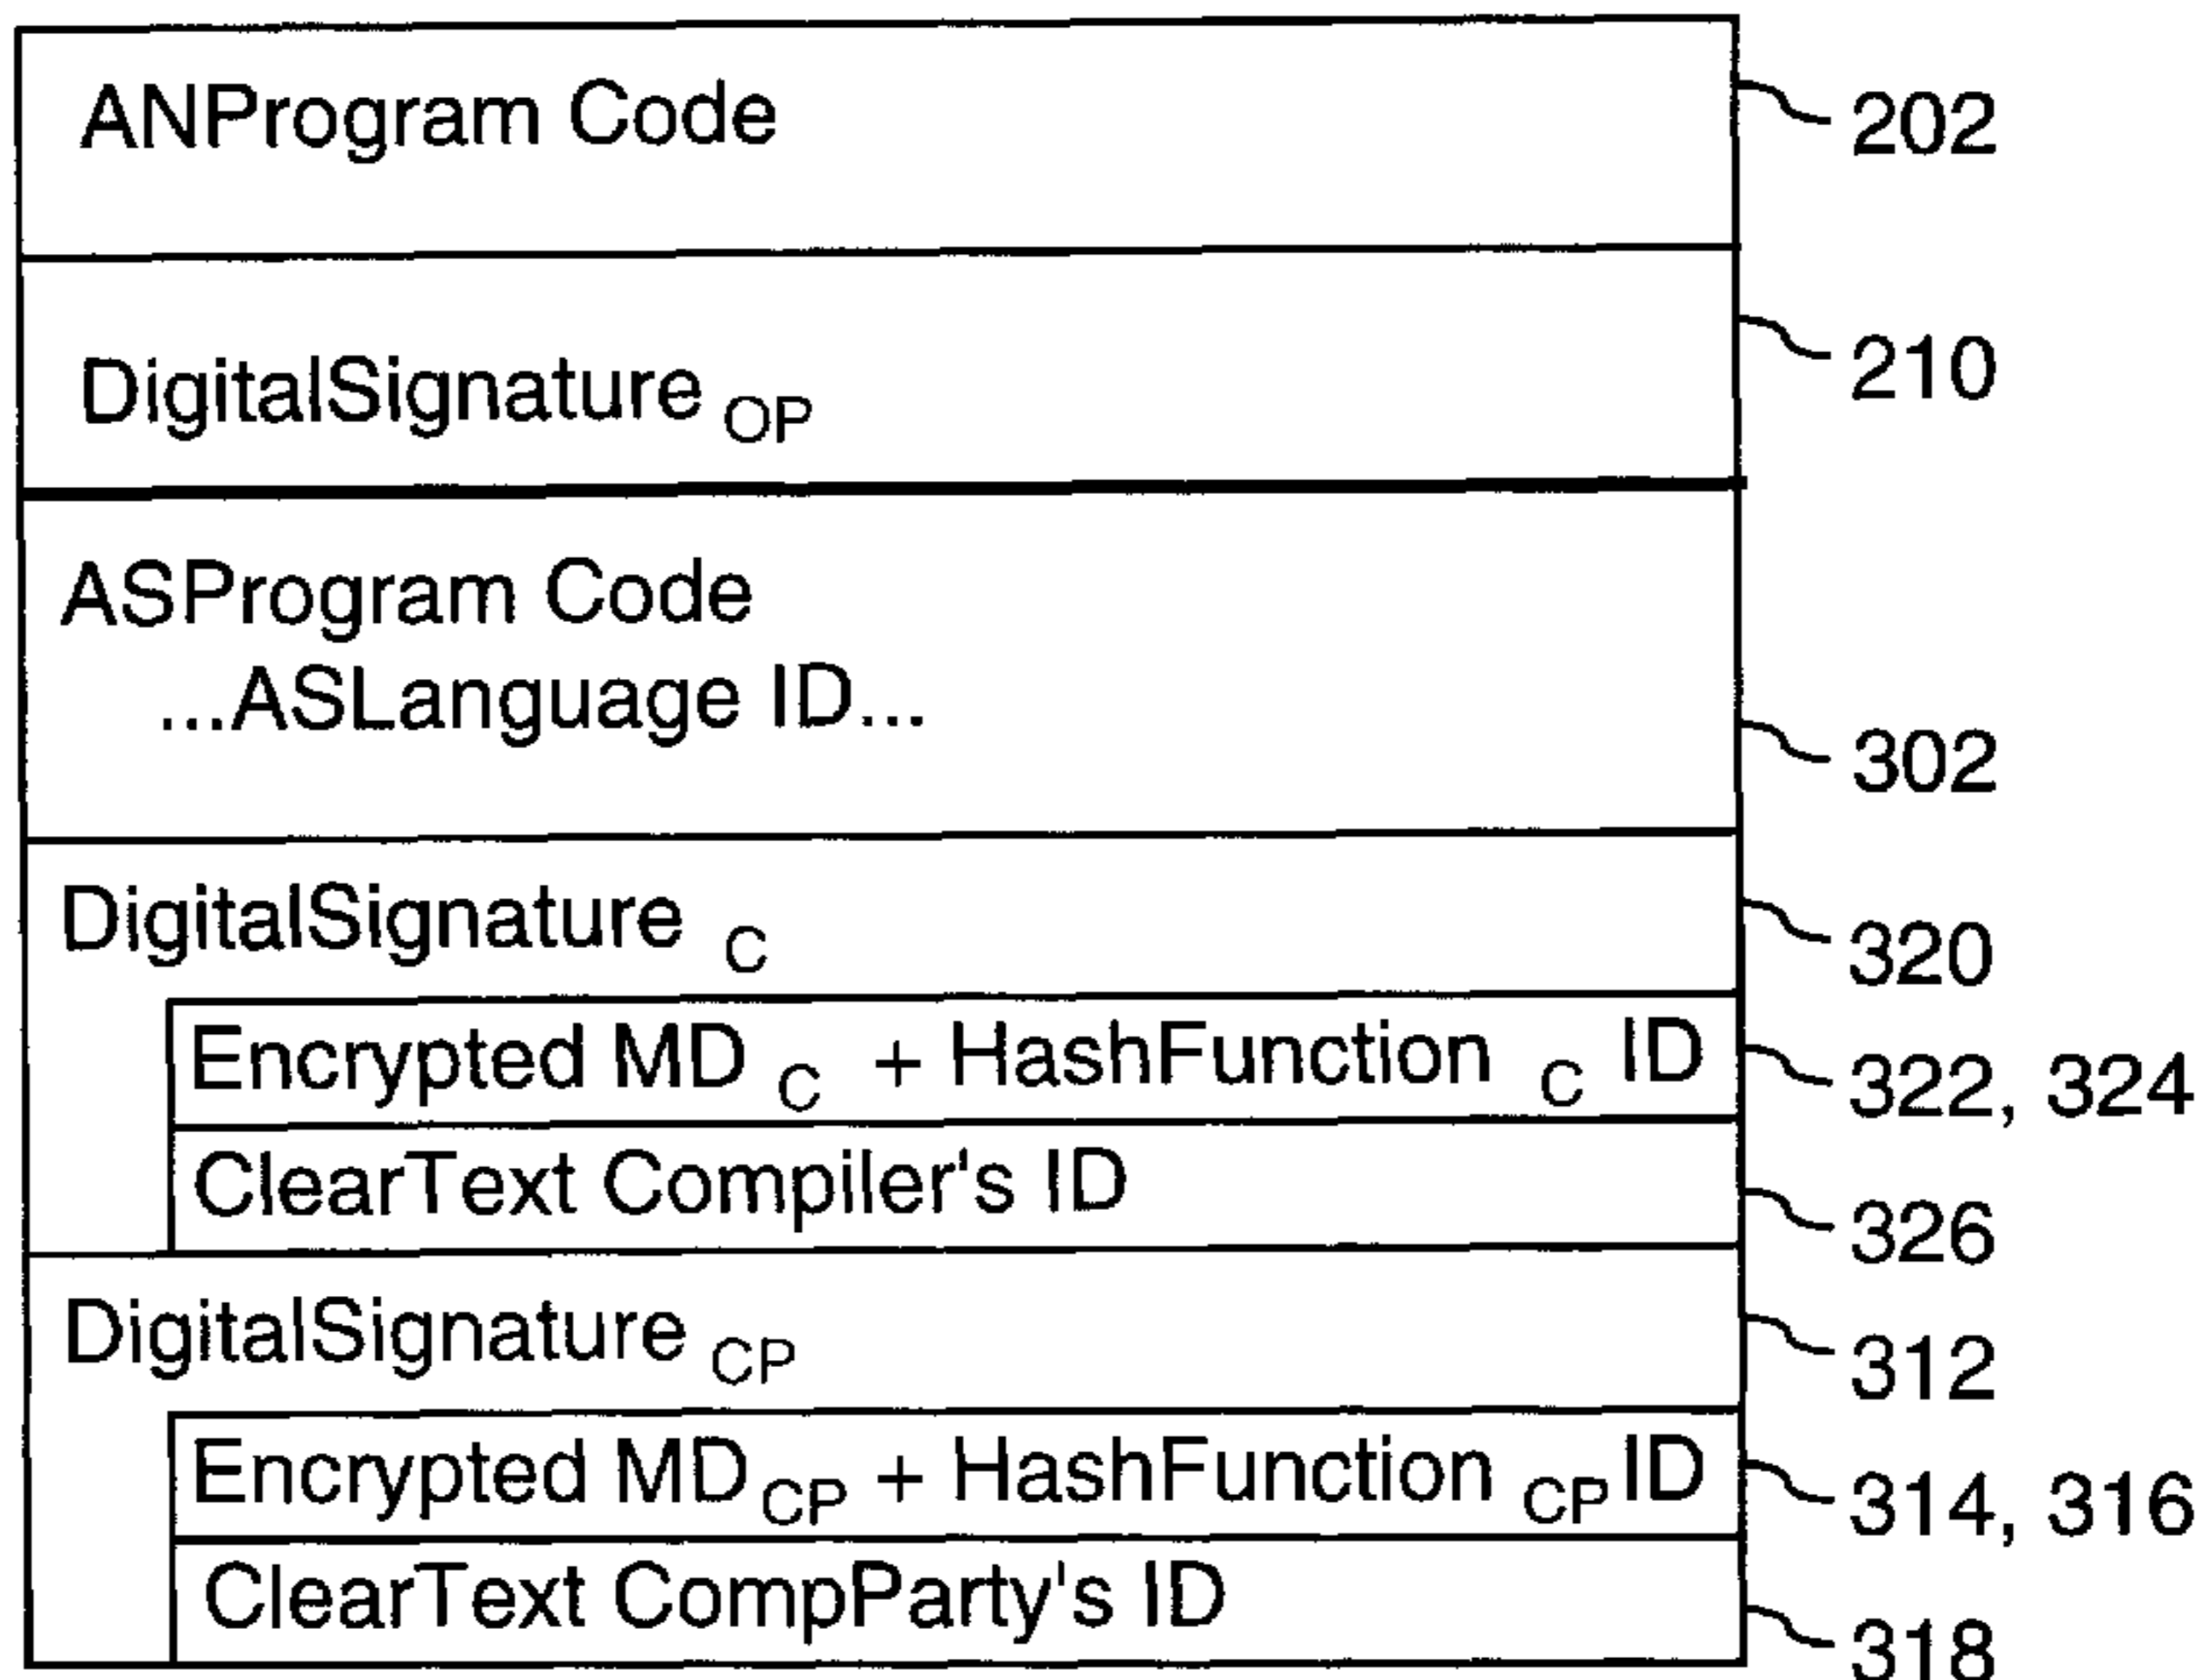 ANProgram Code 202
DigitalSignature OP 210
ASProgram Code
...ASLanguage ID... 302
DigitalSignature C 320
Encrypted MD C + HashFunction C ID 322, 324
ClearText Compiler's ID 326
DigitalSignature CP 312
Encrypted MD CP + HashFunction CP ID 314, 316
ClearText CompParty's ID 318